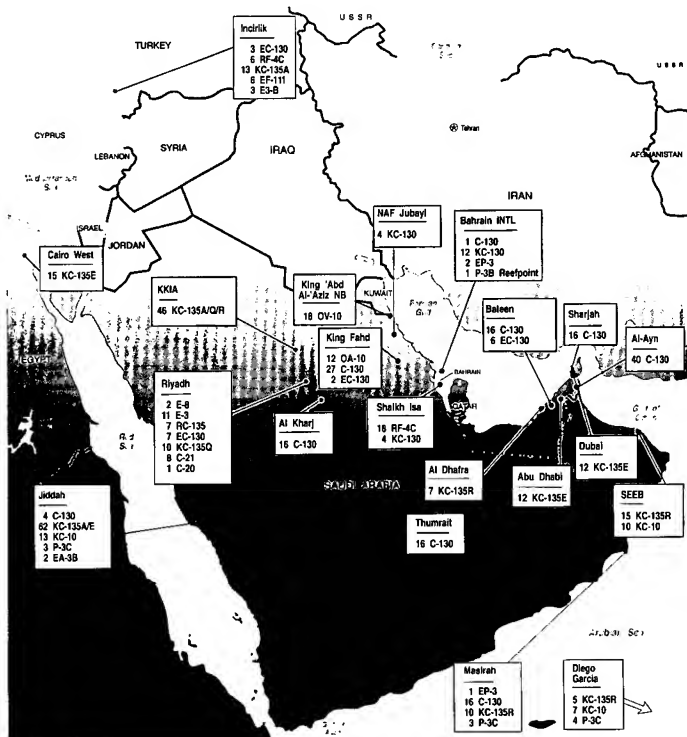 USSR
Incirlik
3 EC-130
6 RF-4C
13 KC-135A
6 EF-111
3 E3-B
TURKEY
USSR
CYPRUS
SYRIA
LEBANON
IRAQ
Tehran
AFGHANISTAN
IRAN
ISRAEL
JORDAN
NAF Jubayl
4 KC-130
Bahrain INTL
1 C-130
12 KC-130
2 EP-3
1 P-3B Reefpoint
Cairo West
15 KC-135E
KKIA
46 KC-135A/Q/R
King 'Abd
Al-'Aziz NB
18 OV-10
KUWAIT
Baleen
16 C-130
6 EC-130
Sharjah
16 C-130
Al-Ayn
40 C-130
EGYPT
King Fahd
12 OA-10
27 C-130
2 EC-130
BAHRAIN
QATAR
Riyadh
2 E-8
11 E-3
7 RC-135
7 EC-130
10 KC-135Q
8 C-21
1 C-20
Al Kharj
16 C-130
Shaikh Isa
18 RF-4C
4 KC-130
Red
Sea
Al Dhafra
7 KC-135R
Abu Dhabi
12 KC-135E
Dubai
12 KC-135E
SEEB
15 KC-135R
10 KC-10
SAUDI ARABIA
Jiddah
4 C-130
62 KC-135A/E
13 KC-10
3 P-3C
2 EA-3B
Thumrait
16 C-130
Arabian Sea
Masirah
1 EP-3
16 C-130
10 KC-135R
3 P-3C
Diego
Garcia
5 KC-135R
7 KC-10
4 P-3C